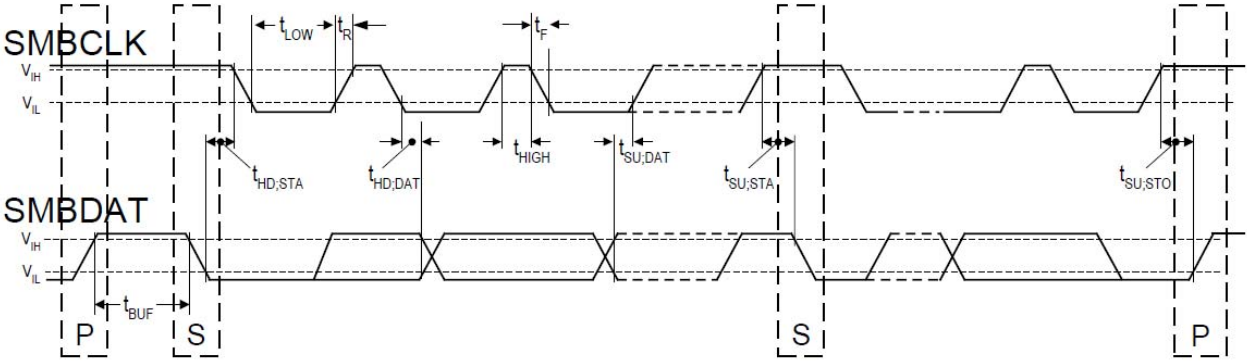 t_LOW t_R t_F
SMBCLK
V_IH
V_IL
t_HD;STA t_HD;DAT t_HIGH t_SU;DAT t_SU;STA t_SU;STO
SMBDAT
V_IH
V_IL
t_BUF
P S S P